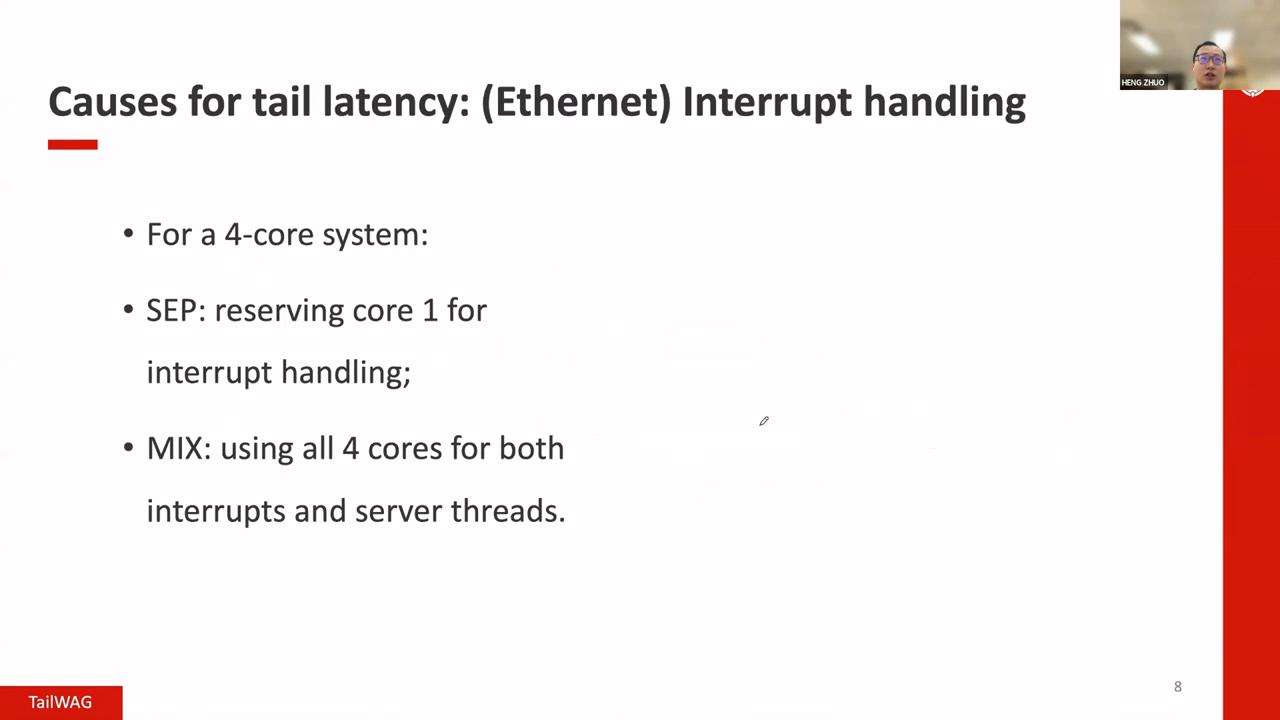 HENG ZHUO
Causes for tail latency: (Ethernet) Interrupt handling
• For a 4-core system:
• SEP: reserving core 1 for
interrupt handling;
• MIX: using all 4 cores for both
interrupts and server threads.
8
TailWAG